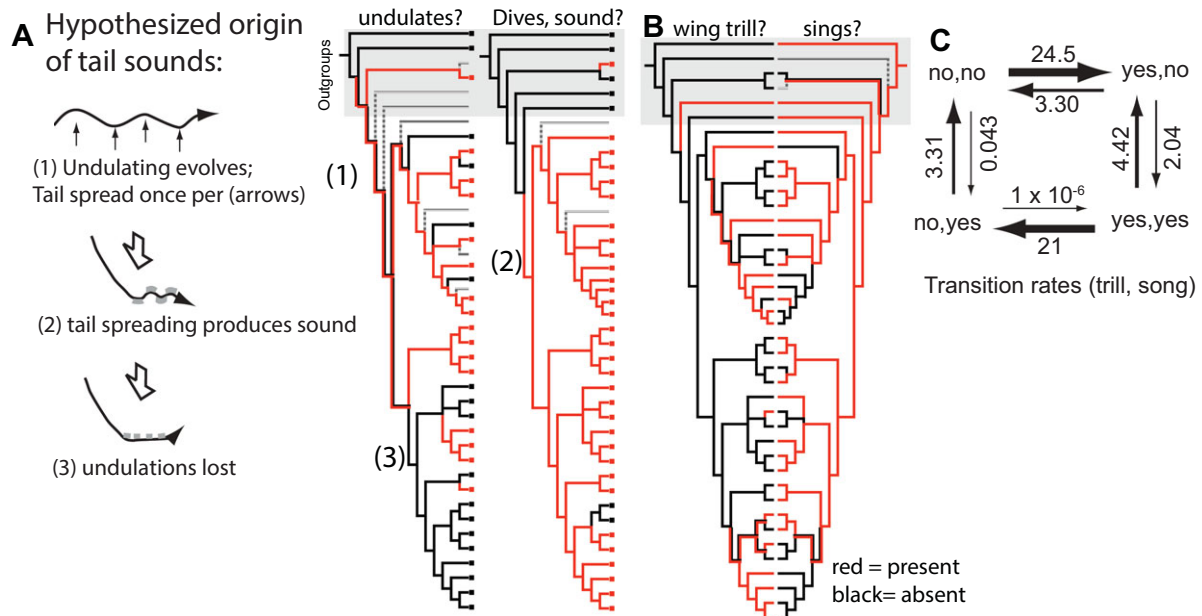 A
Hypothesized origin
of tail sounds:
(1) Undulating evolves;
Tail spread once per (arrows)
(2) tail spreading produces sound
(3) undulations lost
undulates?
Dives, sound?
Outgroups
(1)
(2)
(3)
B
wing trill?
sings?
red = present
black= absent
C
no,no
24.5
yes,no
3.30
3.31
0.043
4.42
2.04
1 x 10⁻⁶
no,yes
yes,yes
21
Transition rates (trill, song)